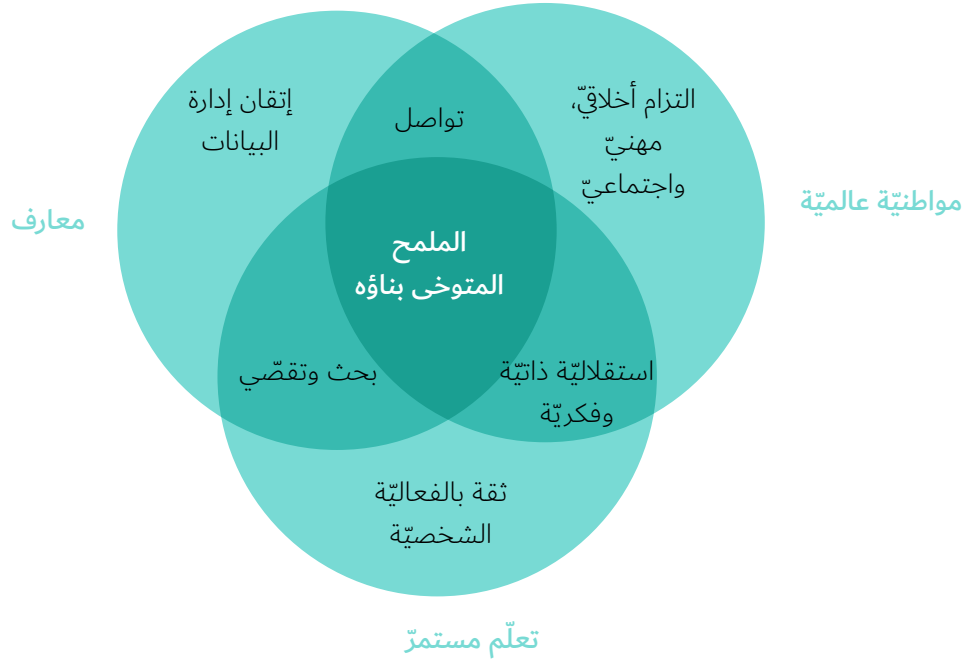 التزام أخلاقيّ،
مهنيّ
واجتماعيّ
تواصل
إتقان إدارة
البيانات
مواطنيّة عالميّة
معارف
الملمح
المتوخى بناؤه
استقلاليّة ذاتيّة
وفكريّة
بحث وتقصّي
ثقة بالفعاليّة
الشخصيّة
تعلّم مستمرّ